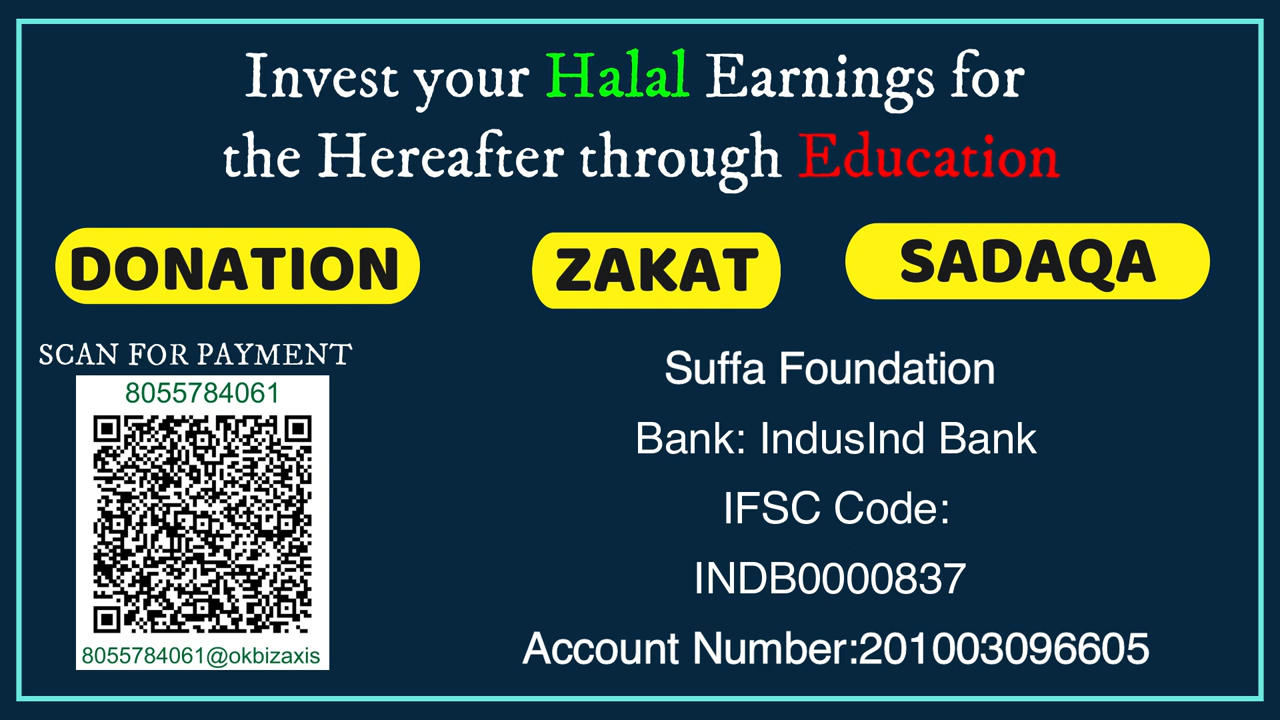 Invest your Halal Earnings for
the Hereafter through Education
DONATION
ZAKAT
SADAQA
SCAN FOR PAYMENT
8055784061
8055784061@okbizaxis
Suffa Foundation
Bank: IndusInd Bank
IFSC Code:
INDB0000837
Account Number:201003096605